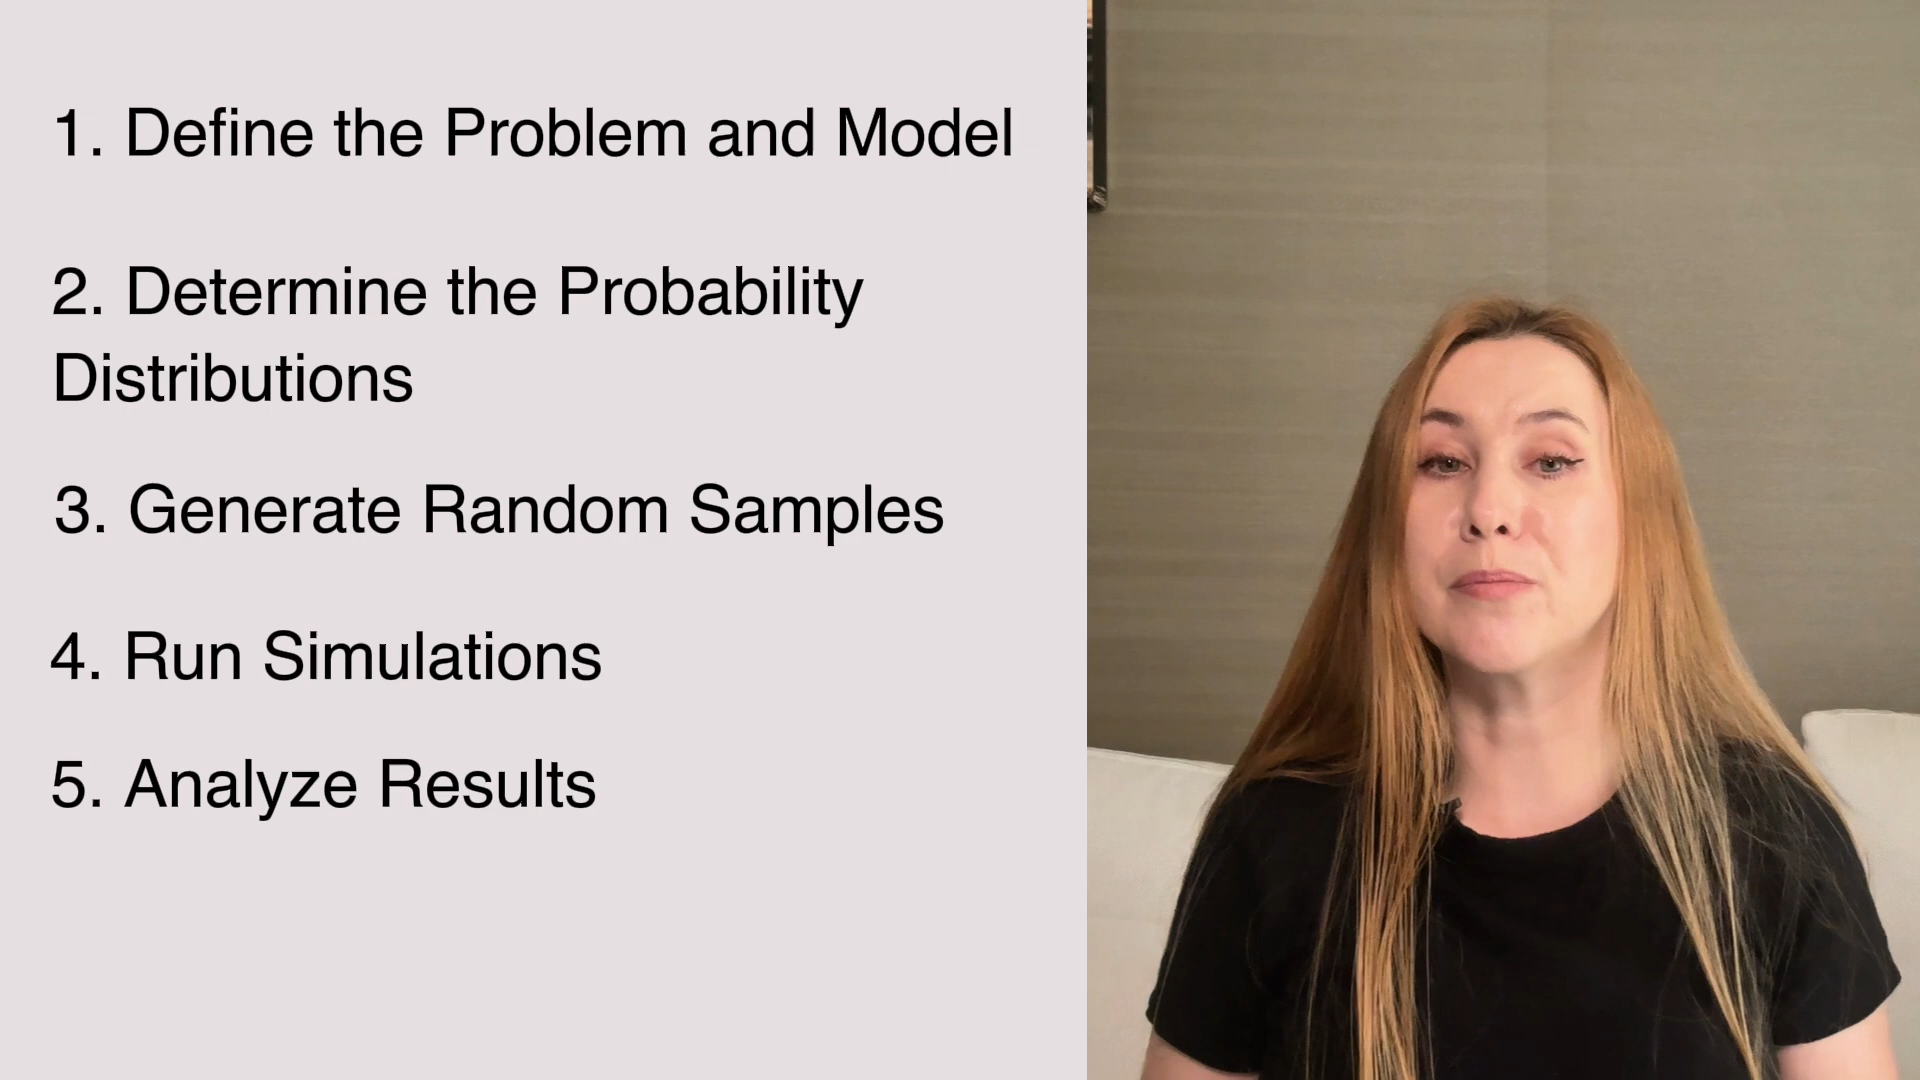 1. Define the Problem and Model
2. Determine the Probability
Distributions
3. Generate Random Samples
4. Run Simulations
5. Analyze Results